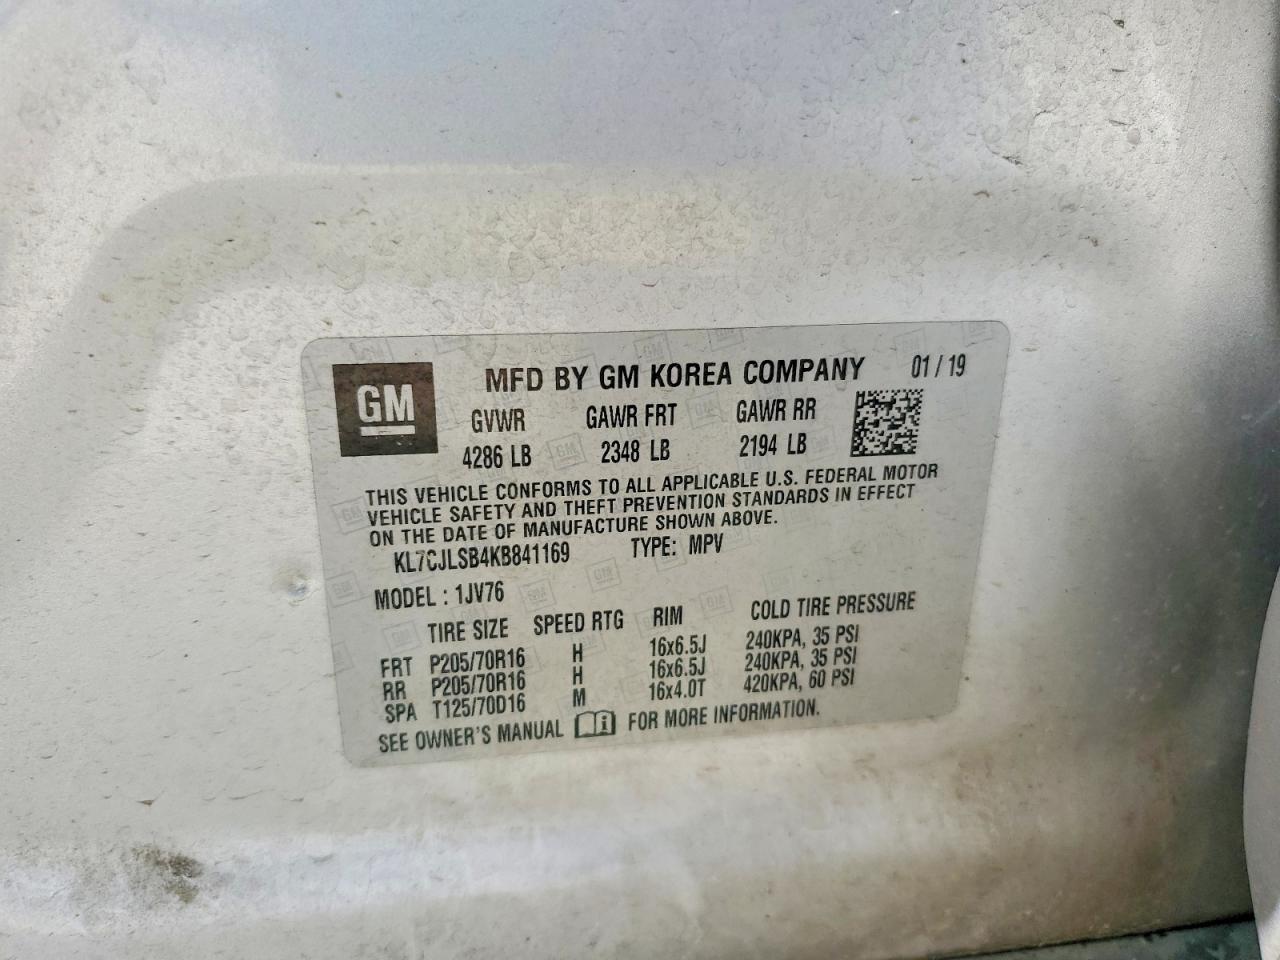 GM
MFD BY GM KOREA COMPANY 01/19
GVWR GAWR FRT GAWR RR
4286 LB 2348 LB 2194 LB
THIS VEHICLE CONFORMS TO ALL APPLICABLE U.S. FEDERAL MOTOR
VEHICLE SAFETY AND THEFT PREVENTION STANDARDS IN EFFECT
ON THE DATE OF MANUFACTURE SHOWN ABOVE.
KL7CJLSB4KB841169 TYPE: MPV
MODEL : 1JV76
TIRE SIZE SPEED RTG RIM COLD TIRE PRESSURE
FRT P205/70R16 H 16x6.5J 240KPA, 35 PSI
RR P205/70R16 H 16x6.5J 240KPA, 35 PSI
SPA T125/70D16 M 16x4.0T 420KPA, 60 PSI
SEE OWNER'S MANUAL FOR MORE INFORMATION.